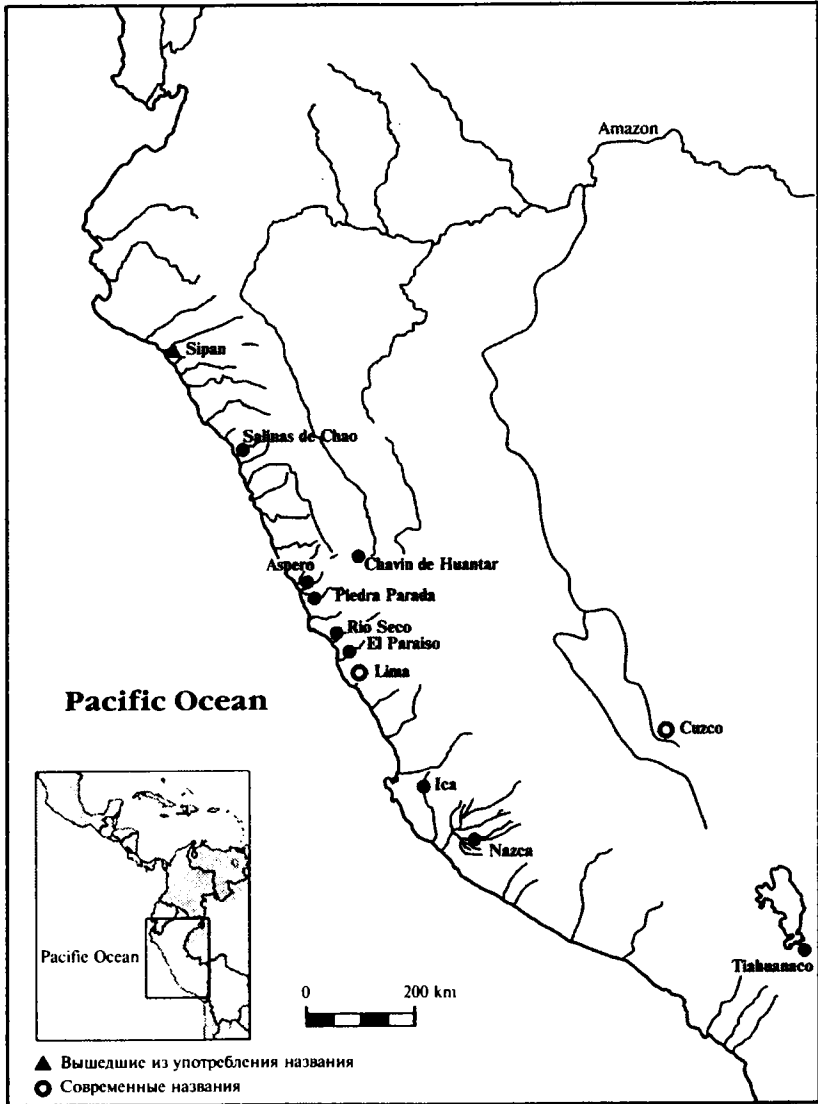 Amazon
Sipan
Salinas de Chao
Chavin de Huantar
Aspero
Piedra Parada
Rio Seco
El Paraiso
Lima
Pacific Ocean
Cuzco
Ica
Nazca
Pacific Ocean
Tiahuanaco
0 200 km
Вышедшие из употребления названия
Современные названия